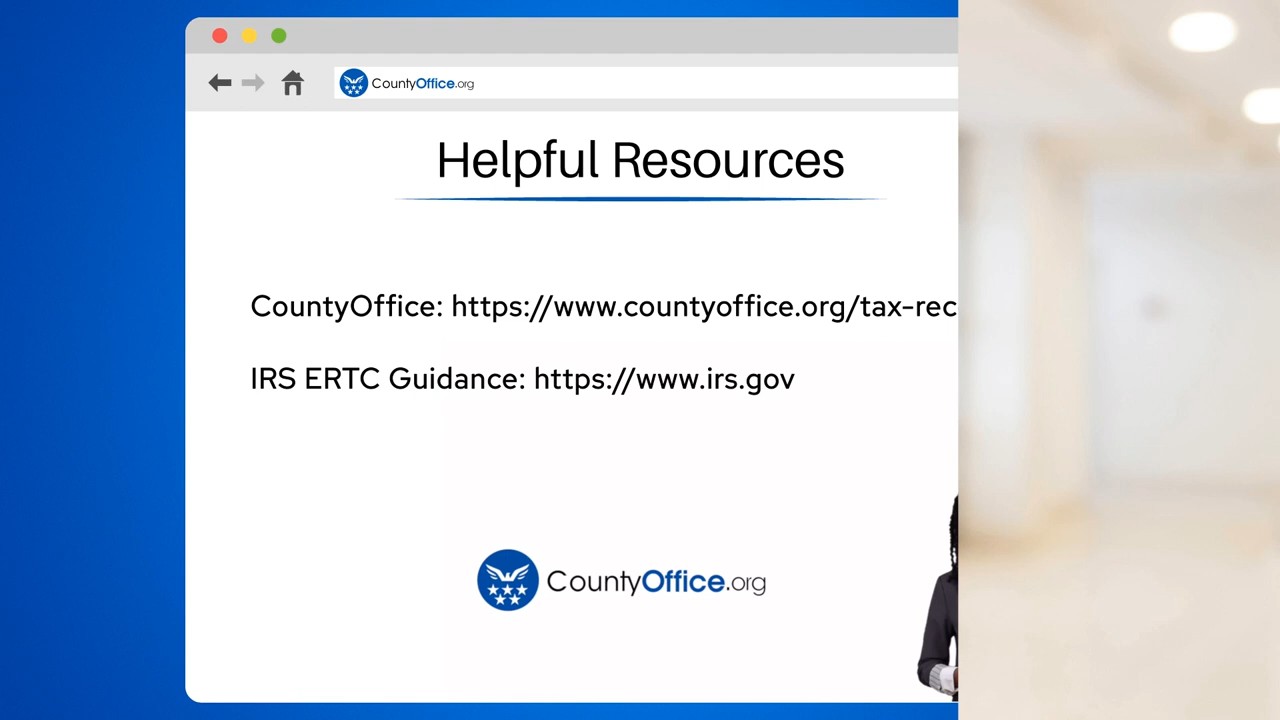 CountyOffice.org
Helpful Resources
CountyOffice: https://www.countyoffice.org/tax-rec
IRS ERTC Guidance: https://www.irs.gov
CountyOffice.org